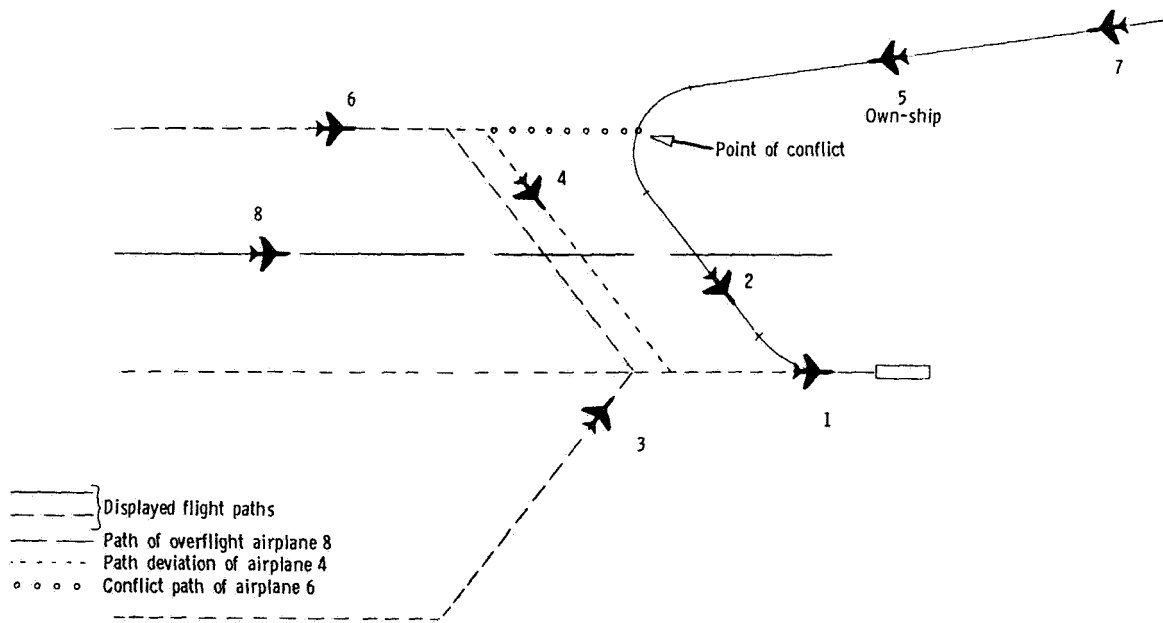 7
5
Own-ship
6
Point of conflict
4
8
2
1
3
Displayed flight paths
Path of overflight airplane 8
Path deviation of airplane 4
Conflict path of airplane 6